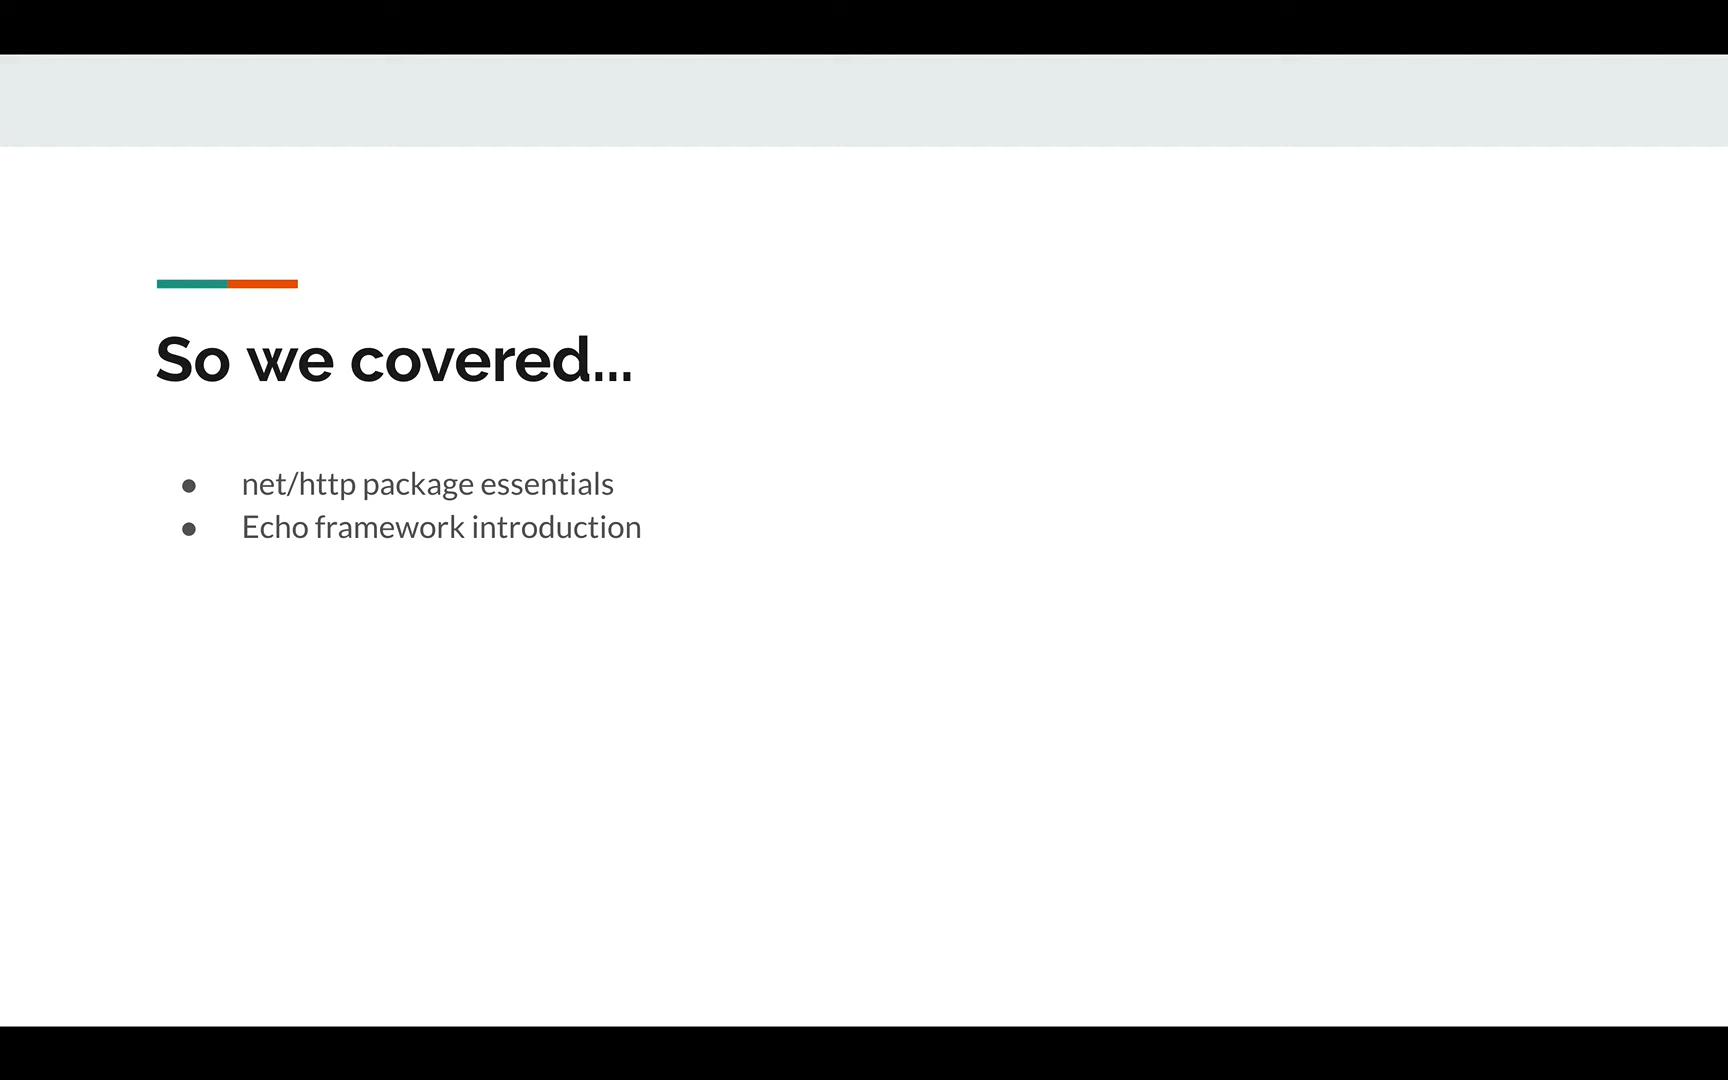 So we covered...
● net/http package essentials
● Echo framework introduction